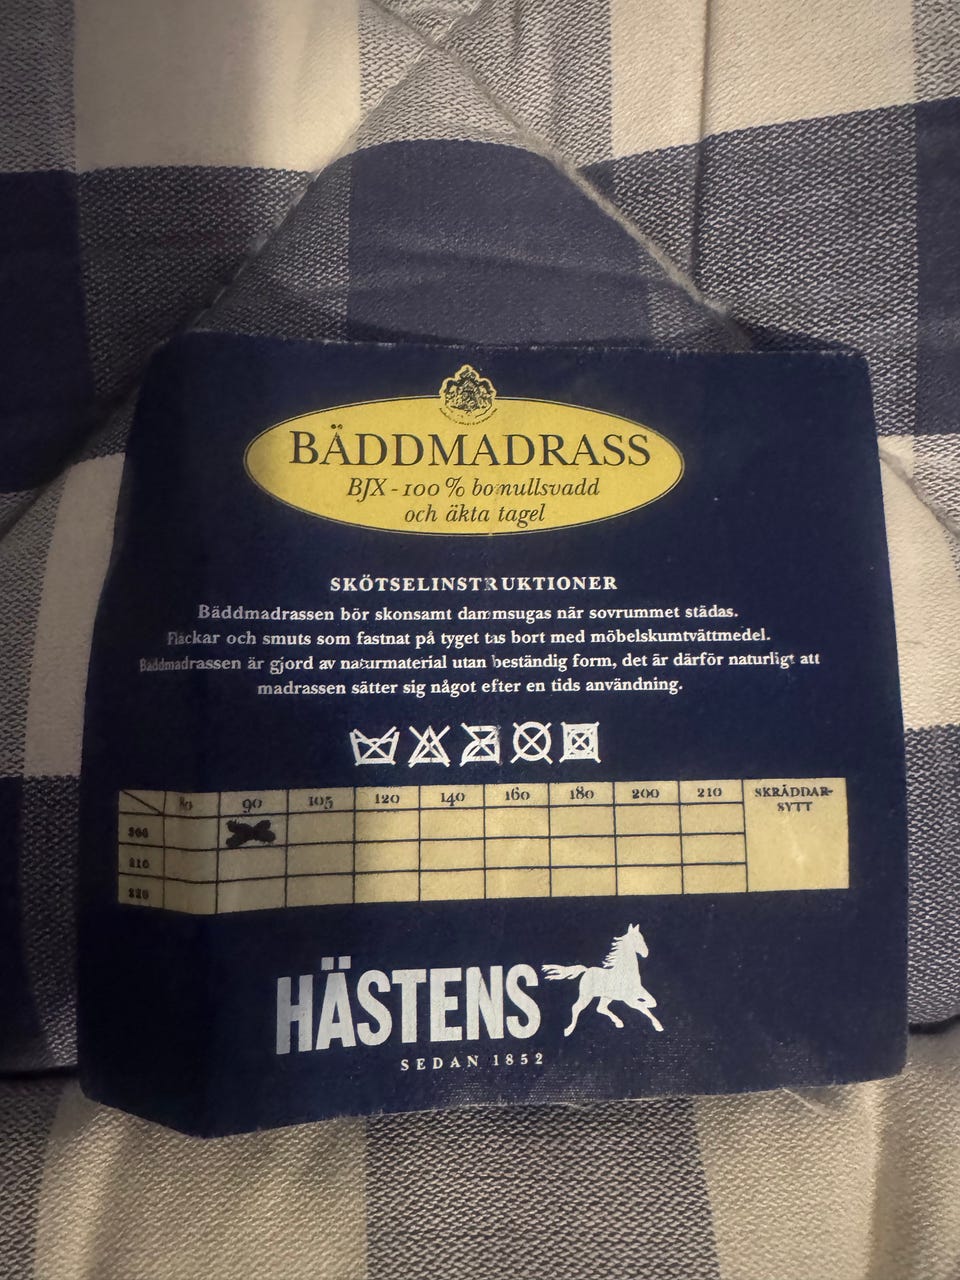 BÄDDMADRASS
BJX - 100 % bomullsvadd
och äkta tagel
SKÖTSELINSTRUKTIONER
Bäddmadrassen bör skonsamt dammsugas när sovrummet städas.
Fläckar och smuts som fastnat på tyget tas bort med möbelskumtvättmedel.
Bäddmadrassen är gjord av naturmaterial utan beständig form, det är därför naturligt att
madrassen sätter sig något efter en tids användning.
80 90 105 120 140 160 180 200 210 SKRÄDDAR-
SYTT
200
210
220
HÄSTENS
SEDAN 1852